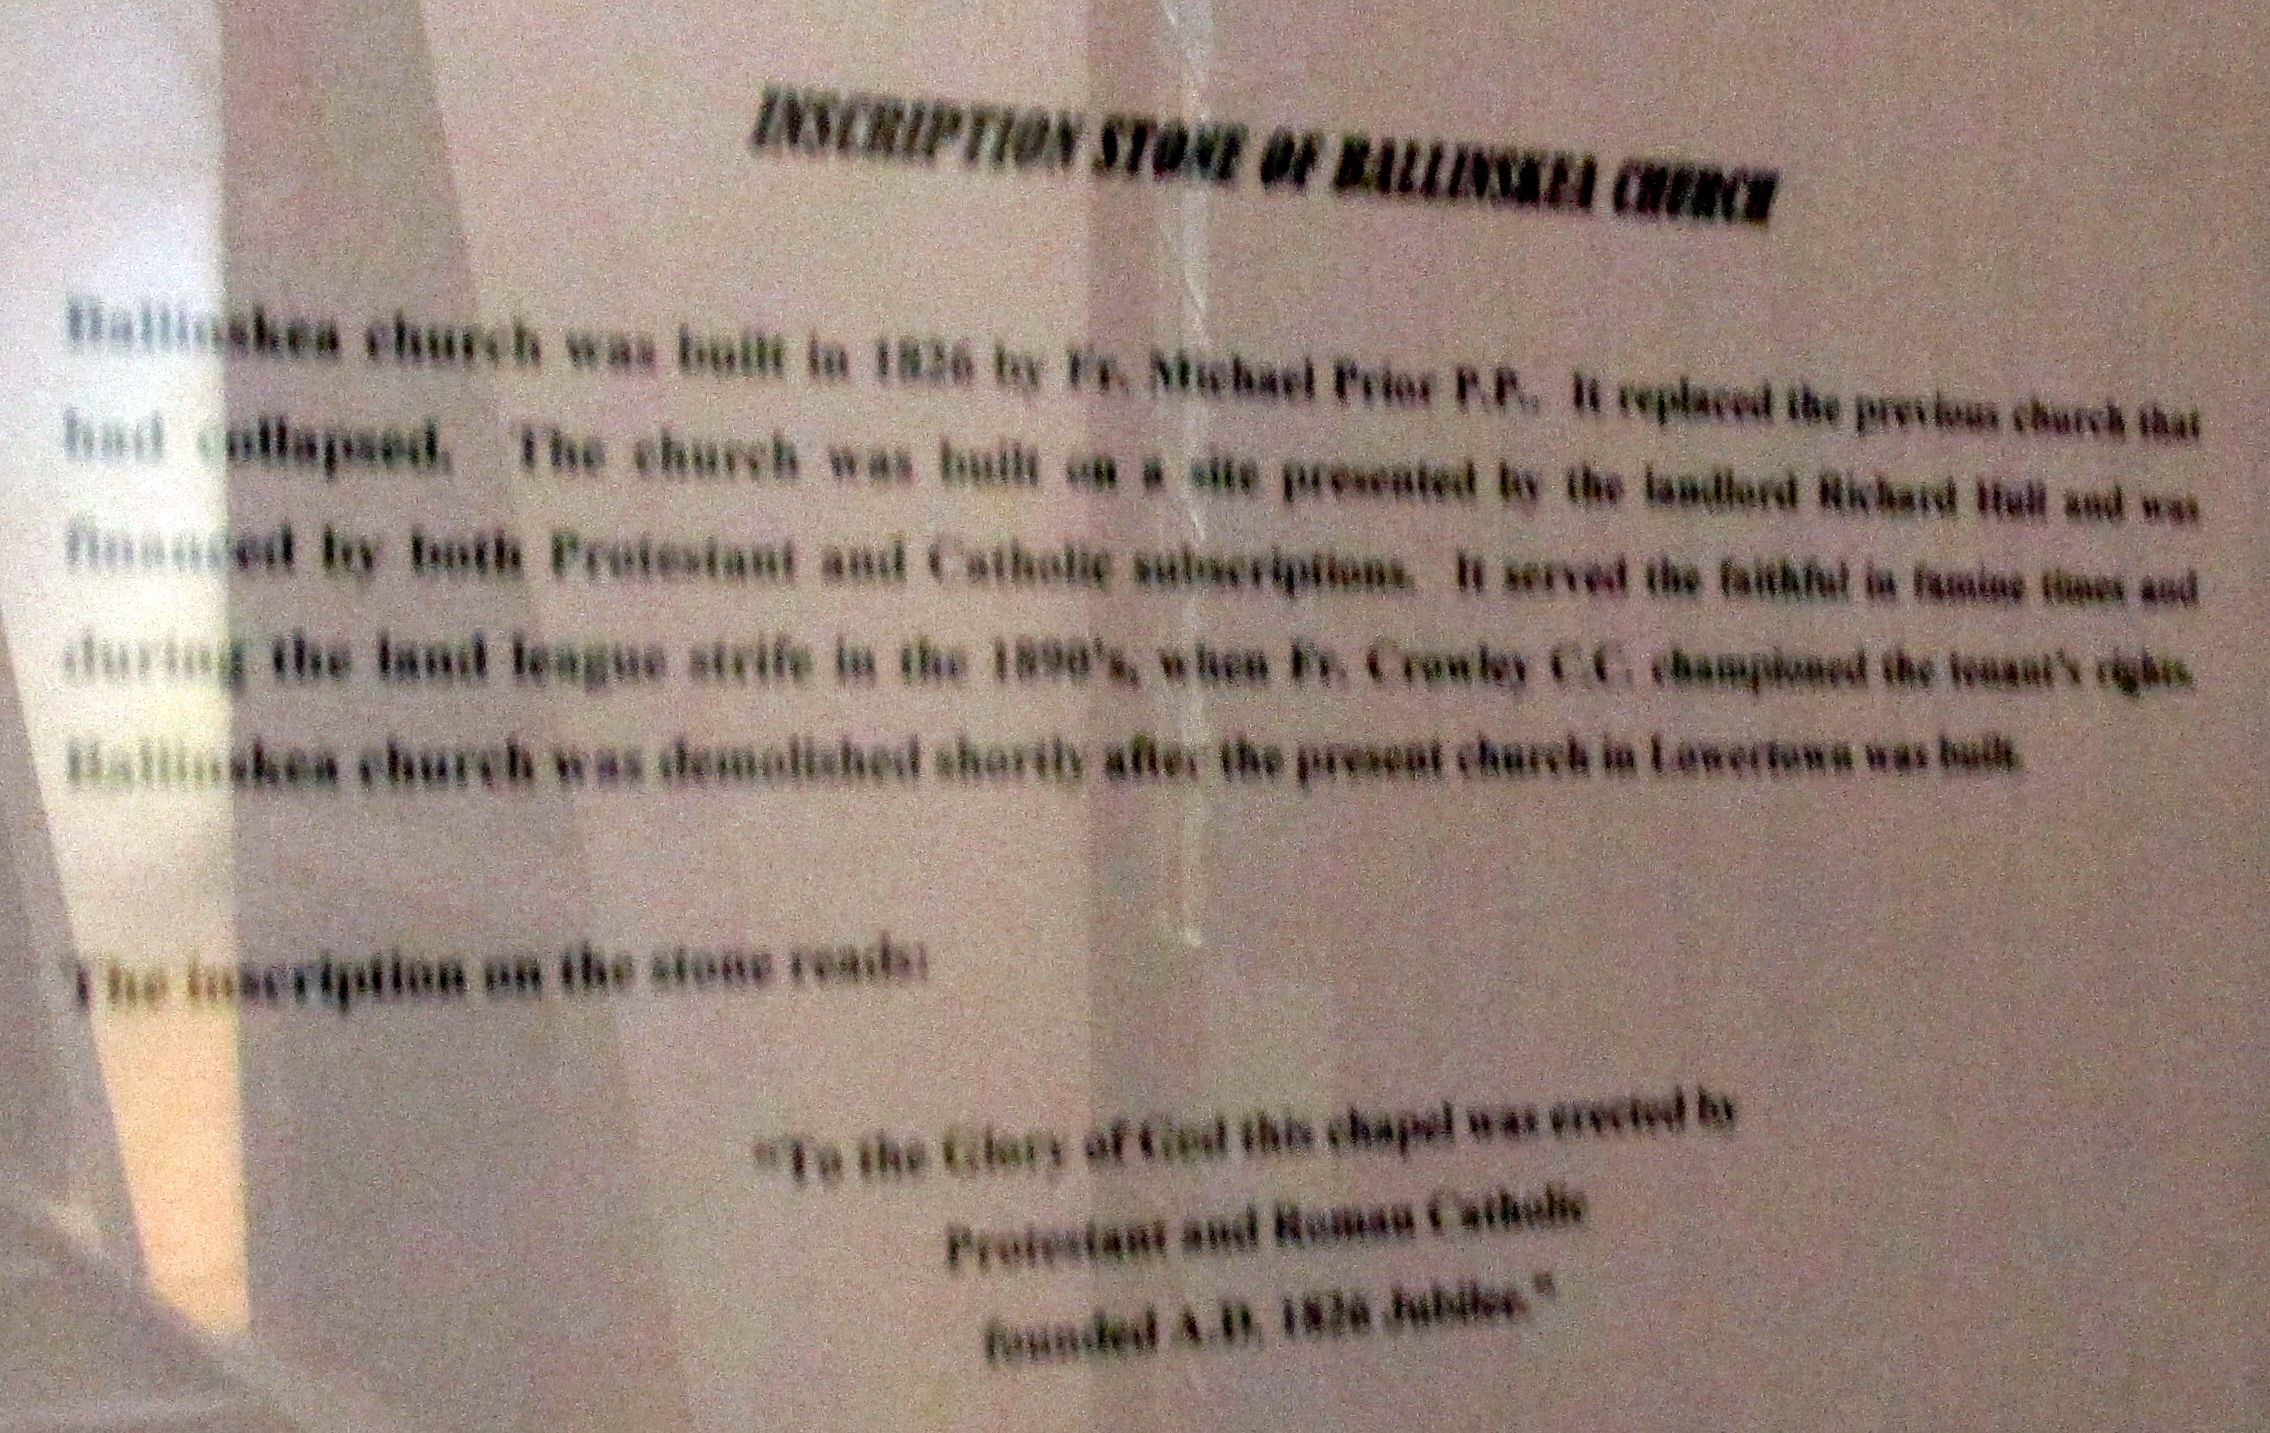 INSCRIPTION STONE OF BALLINSKEA CHURCH
Ballinskea church was built in 1826 by Fr. Michael Prior P.P.. It replaced the previous church that
had collapsed. The church was built on a site presented by the landlord Richard Hull and was
financed by both Protestant and Catholic subscriptions. It served the faithful in famine times and
during the land league strife in the 1890's, when Fr. Crowley C.C. championed the tenant's rights.
Ballinskea church was demolished shortly after the present church in Lowertown was built.
The inscription on the stone reads:
"To the Glory of God this chapel was erected by
Protestant and Roman Catholic
founded A.D. 1826 Jubilee."